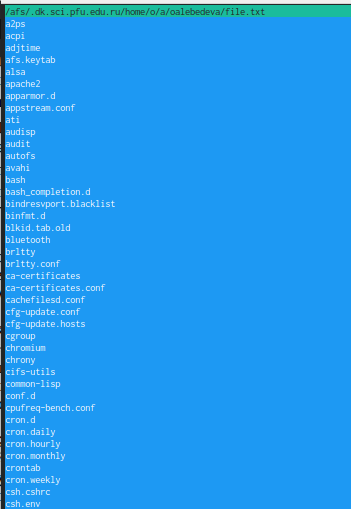 /afs/.dk.sci.pfu.edu.ru/home/o/a/oalebedeva/file.txt
a2ps
acpi
adjtime
afs.keytab
alsa
apache2
apparmor.d
appstream.conf
ati
audisp
audit
autofs
avahi
bash
bash_completion.d
bindresvport.blacklist
binfmt.d
blkid.tab.old
bluetooth
brltty
brltty.conf
ca-certificates
ca-certificates.conf
cachefilesd.conf
cfg-update.conf
cfg-update.hosts
cgroup
chromium
chrony
cifs-utils
common-lisp
conf.d
cpufreq-bench.conf
cron.d
cron.daily
cron.hourly
cron.monthly
crontab
cron.weekly
csh.cshrc
csh.env